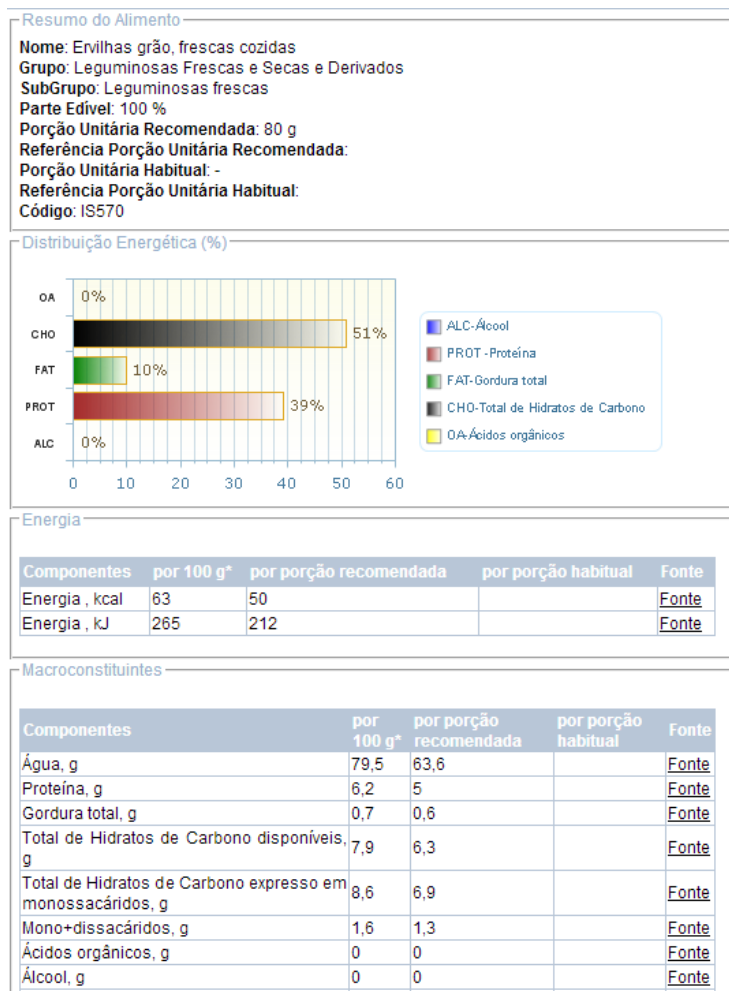 Resumo do Alimento
Nome: Ervilhas grão, frescas cozidas
Grupo: Leguminosas Frescas e Secas e Derivados
SubGrupo: Leguminosas frescas
Parte Edível: 100 %
Porção Unitária Recomendada: 80 g
Referência Porção Unitária Recomendada:
Porção Unitária Habitual: -
Referência Porção Unitária Habitual:
Código: IS570
Distribuição Energética (%)
OA 0%
CHO 51%
FAT 10%
PROT 39%
ALC 0%
0 10 20 30 40 50 60
ALC-Álcool
PROT -Proteína
FAT-Gordura total
CHO-Total de Hidratos de Carbono
OA-Ácidos orgânicos
Energia
Componentes por 100 g* por porção recomendada por porção habitual Fonte
Energia , kcal 63 50 Fonte
Energia , kJ 265 212 Fonte
Macroconstituintes
Componentes por 100 g* por porção recomendada por porção habitual Fonte
Água, g 79,5 63,6 Fonte
Proteína, g 6,2 5 Fonte
Gordura total, g 0,7 0,6 Fonte
Total de Hidratos de Carbono disponíveis, g 7,9 6,3 Fonte
Total de Hidratos de Carbono expresso em monossacáridos, g 8,6 6,9 Fonte
Mono+dissacáridos, g 1,6 1,3 Fonte
Ácidos orgânicos, g 0 0 Fonte
Álcool, g 0 0 Fonte